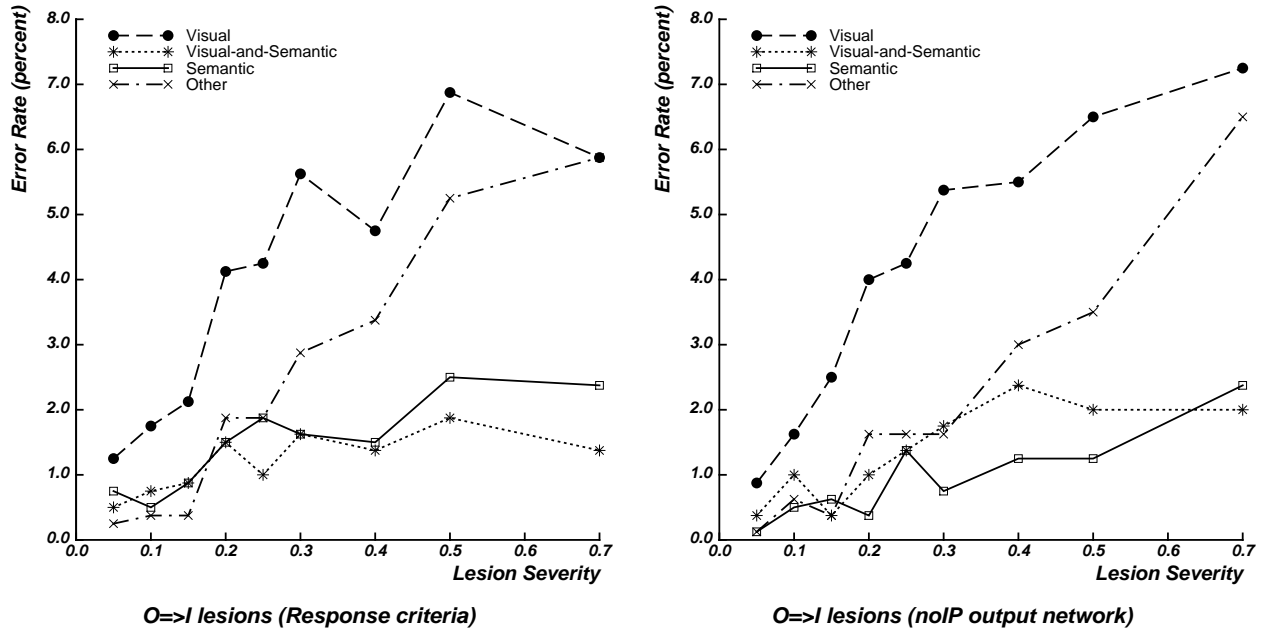 Error Rate (percent)
8.0
7.0
6.0
5.0
4.0
3.0
2.0
1.0
0.0
Visual
Visual-and-Semantic
Semantic
Other
0.0 0.1 0.2 0.3 0.4 0.5 0.7
Lesion Severity
O=>I lesions (Response criteria)
Error Rate (percent)
8.0
7.0
6.0
5.0
4.0
3.0
2.0
1.0
0.0
Visual
Visual-and-Semantic
Semantic
Other
0.0 0.1 0.2 0.3 0.4 0.5 0.7
Lesion Severity
O=>I lesions (noIP output network)